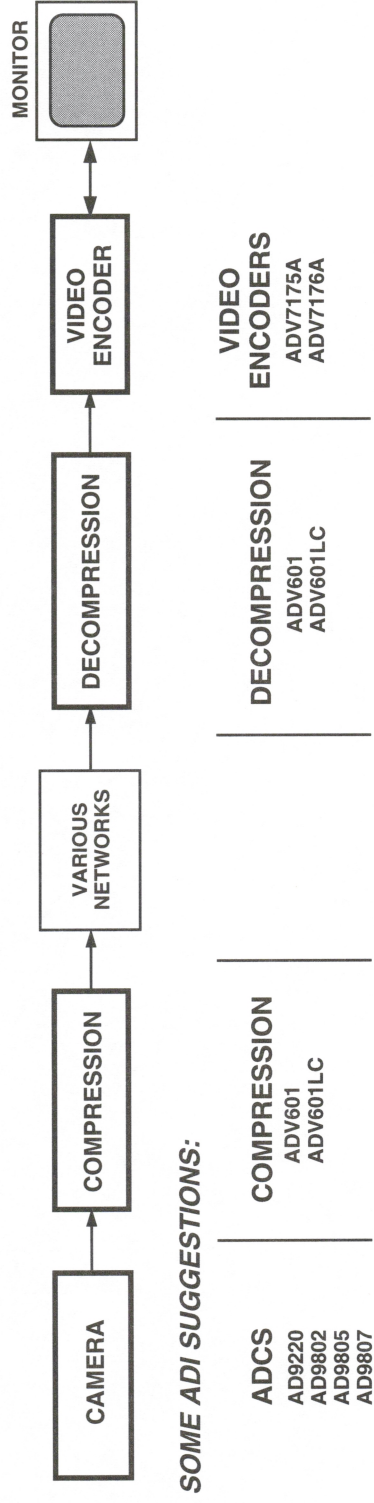 CAMERA
COMPRESSION
VARIOUS
NETWORKS
DECOMPRESSION
VIDEO
ENCODER
MONITOR
SOME ADI SUGGESTIONS:
ADCS
AD9220
AD9802
AD9805
AD9807
COMPRESSION
ADV601
ADV601LC
DECOMPRESSION
ADV601
ADV601LC
VIDEO
ENCODERS
ADV7175A
ADV7176A